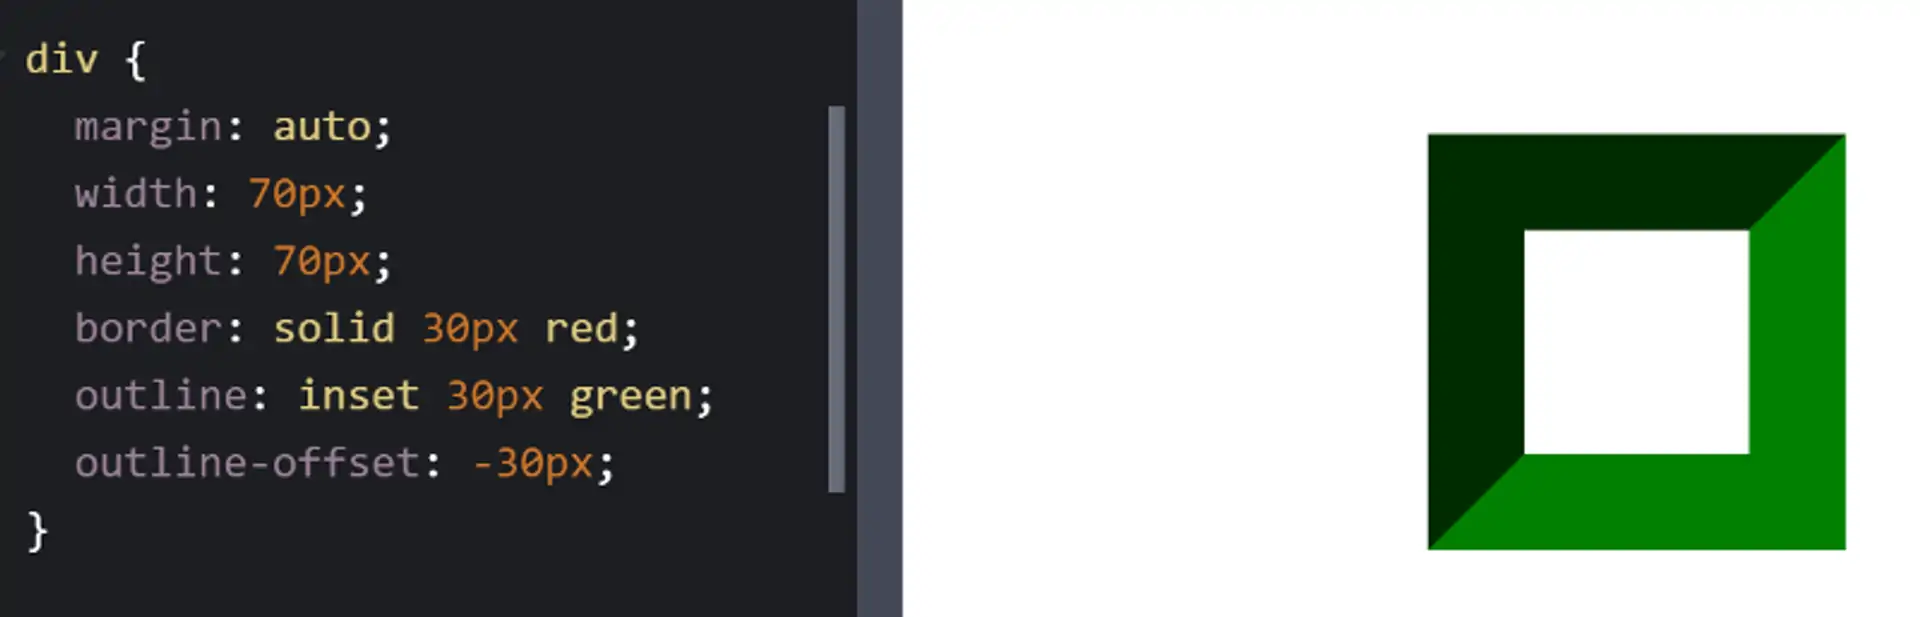 div {
margin: auto;
width: 70px;
height: 70px;
border: solid 30px red;
outline: inset 30px green;
outline-offset: -30px;
}